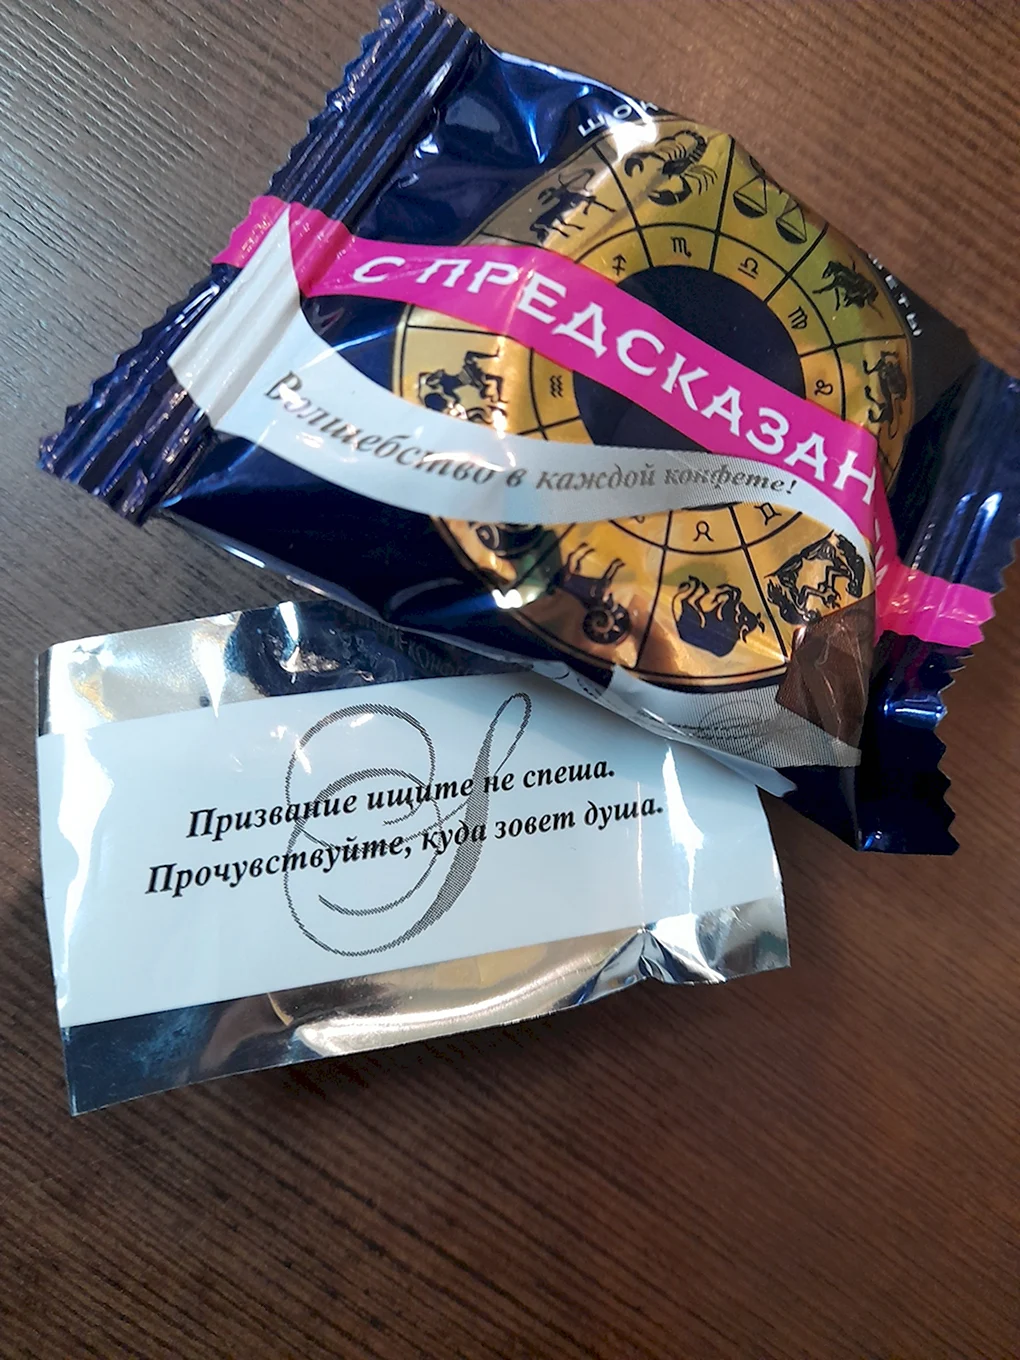 С ПРЕДСКАЗАН
Волшебство в каждой конфете!
Призвание ищите не спеша.
Прочувствуйте, куда зовет душа.